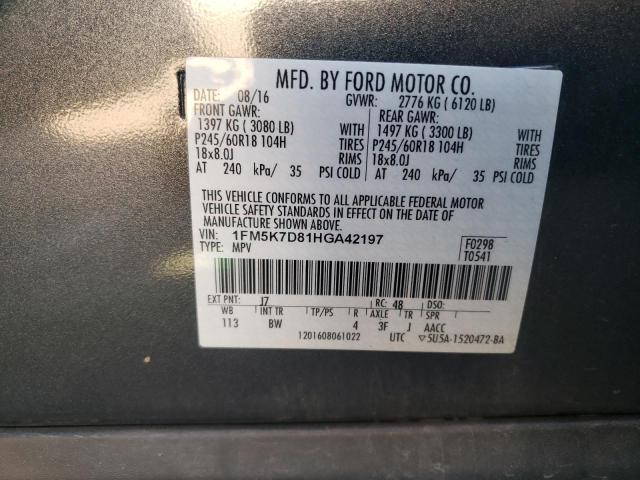 MFD. BY FORD MOTOR CO.
DATE: 08/16 GVWR: 2776 KG ( 6120 LB)
FRONT GAWR: REAR GAWR:
1397 KG ( 3080 LB) WITH 1497 KG ( 3300 LB) WITH
P245/60R18 104H TIRES P245/60R18 104H TIRES
18x8.0J RIMS 18x8.0J RIMS
AT 240 kPa/ 35 PSI COLD AT 240 kPa/ 35 PSI COLD
THIS VEHICLE CONFORMS TO ALL APPLICABLE FEDERAL MOTOR
VEHICLE SAFETY STANDARDS IN EFFECT ON THE DATE OF
MANUFACTURE SHOWN ABOVE.
VIN: 1FM5K7D81HGA42197 F0298
TYPE: MPV T0541
EXT PNT: J7 RC: 48 DSO:
WB INT TR TP/PS R AXLE TR SPR
113 BW 4 3F J AACC
1201608061022 UTC ▽5U5A-1520472-BA